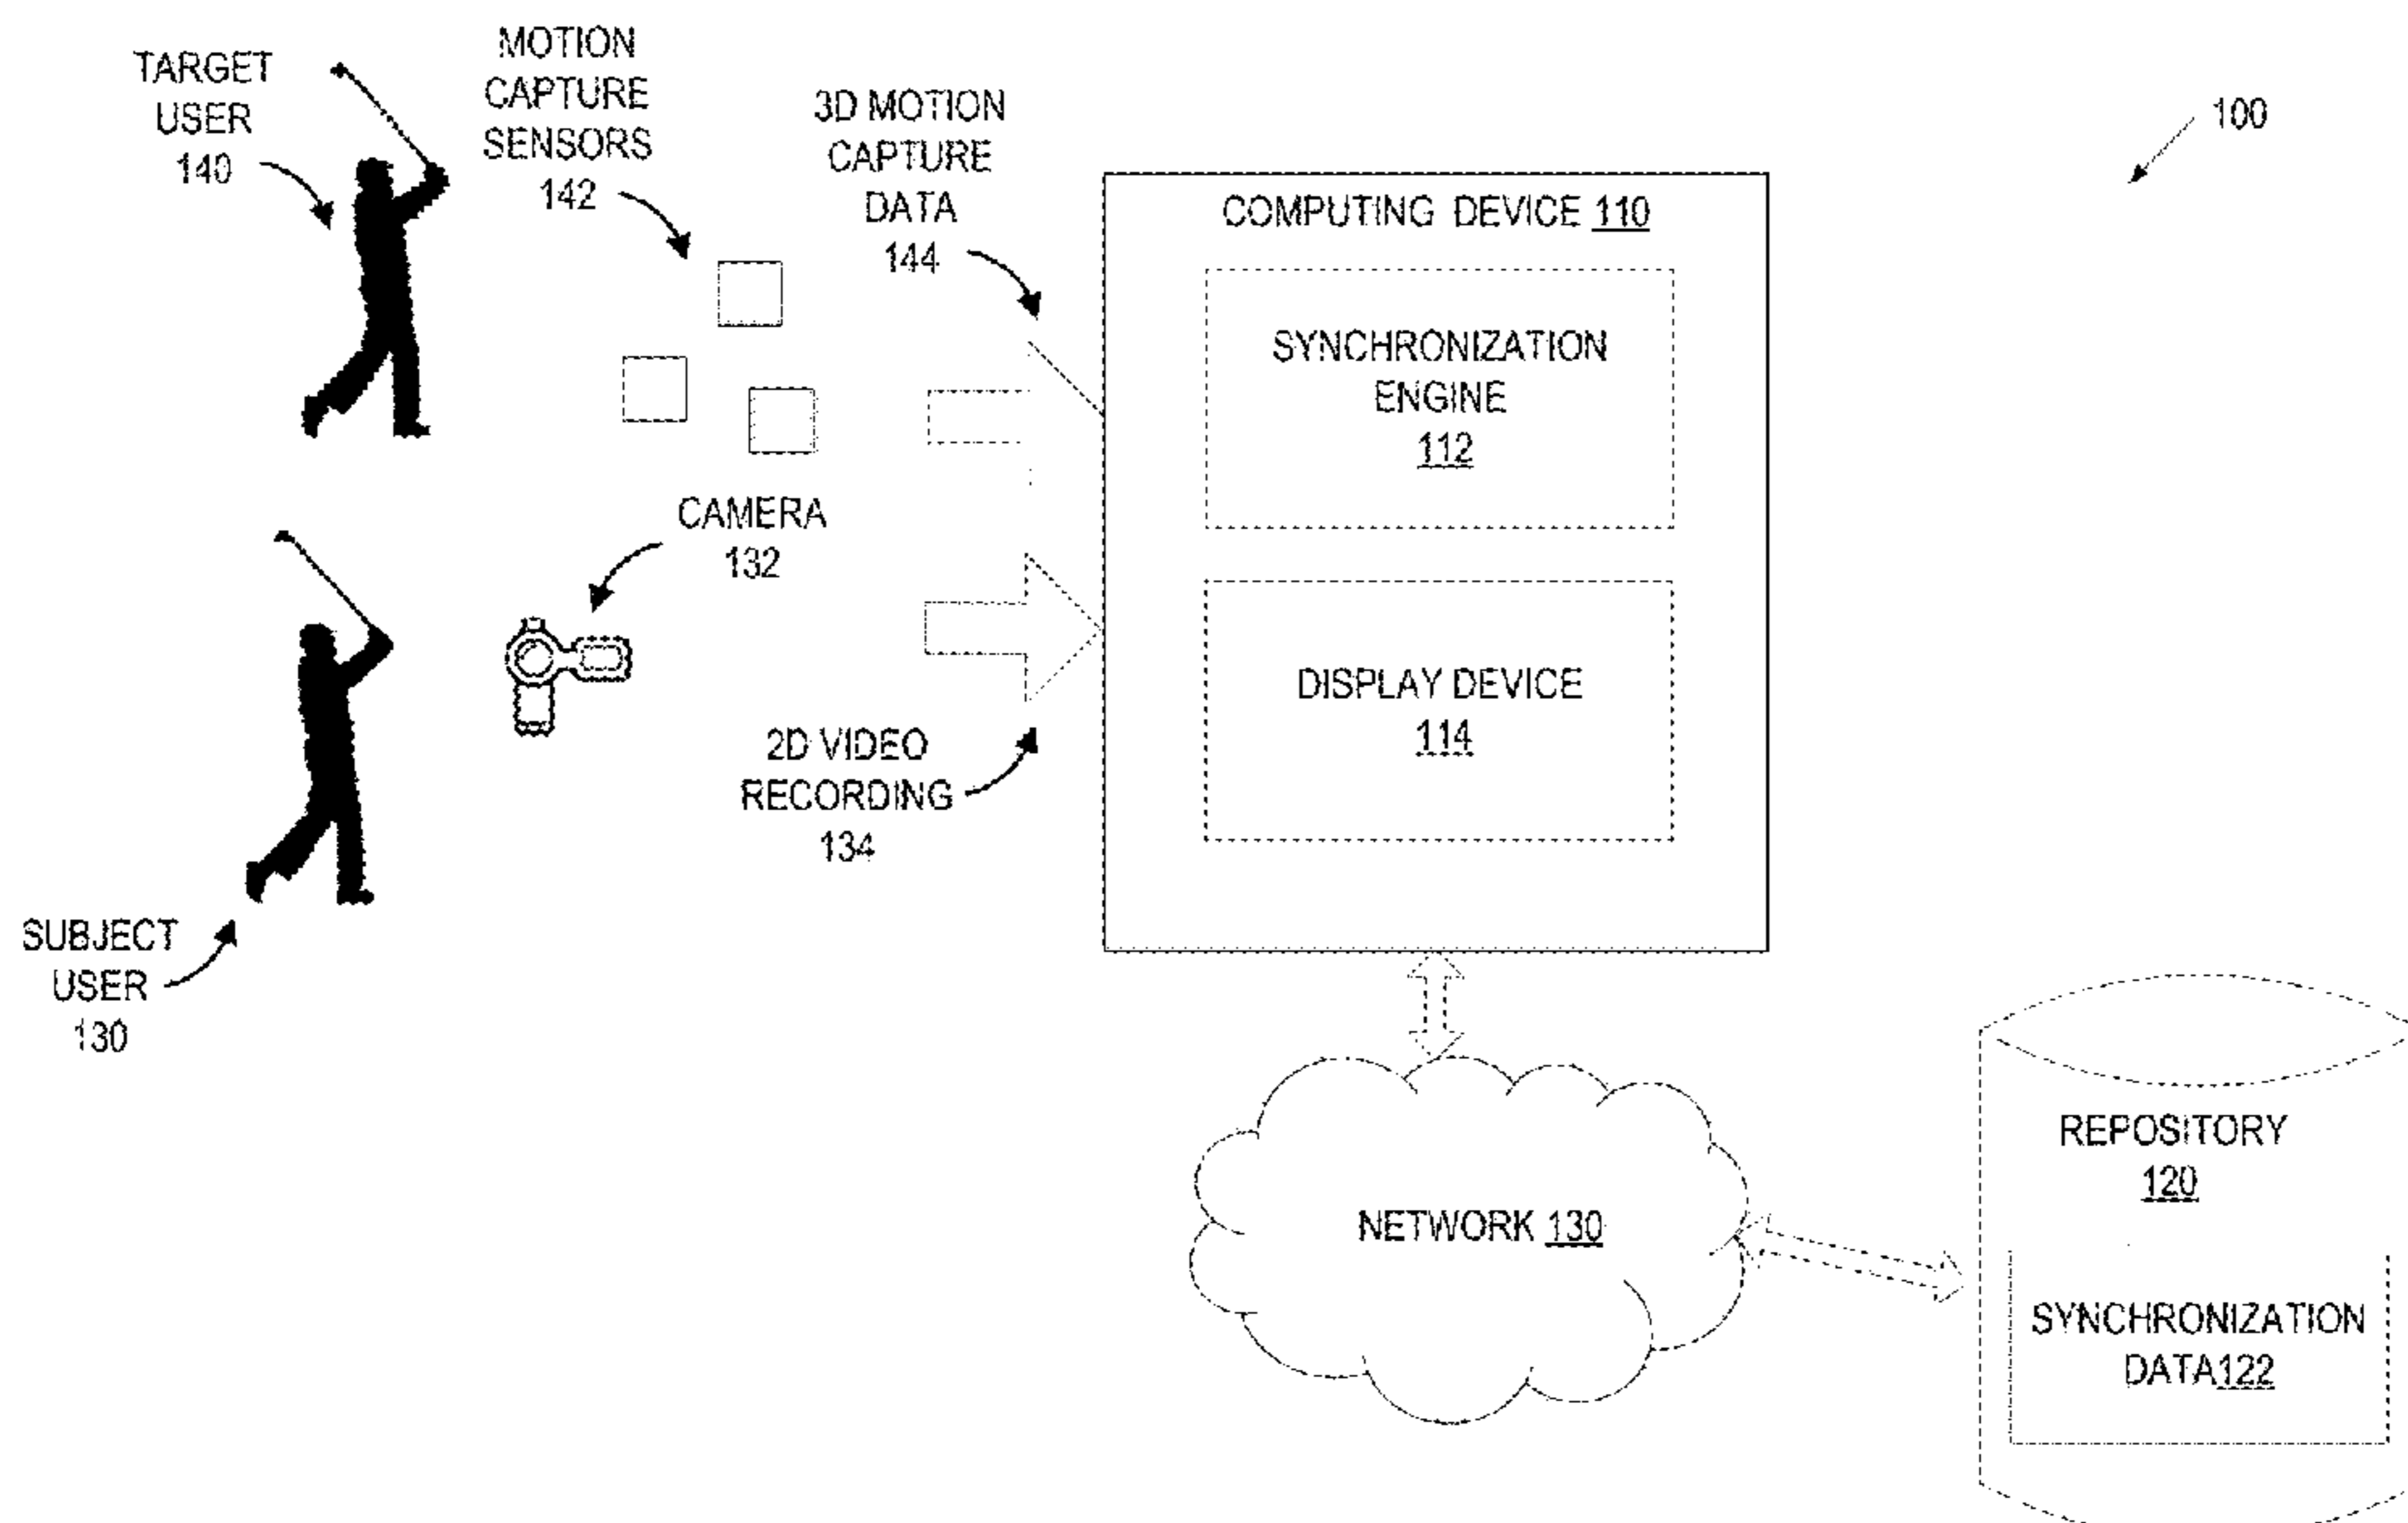 TARGET
USER
140
MOTION
CAPTURE
SENSORS
142
3D MOTION
CAPTURE
DATA
144
100
COMPUTING DEVICE 110
SYNCHRONIZATION
ENGINE
112
CAMERA
132
DISPLAY DEVICE
114
2D VIDEO
RECORDING
134
SUBJECT
USER
130
NETWORK 130
REPOSITORY
120
SYNCHRONIZATION
DATA122